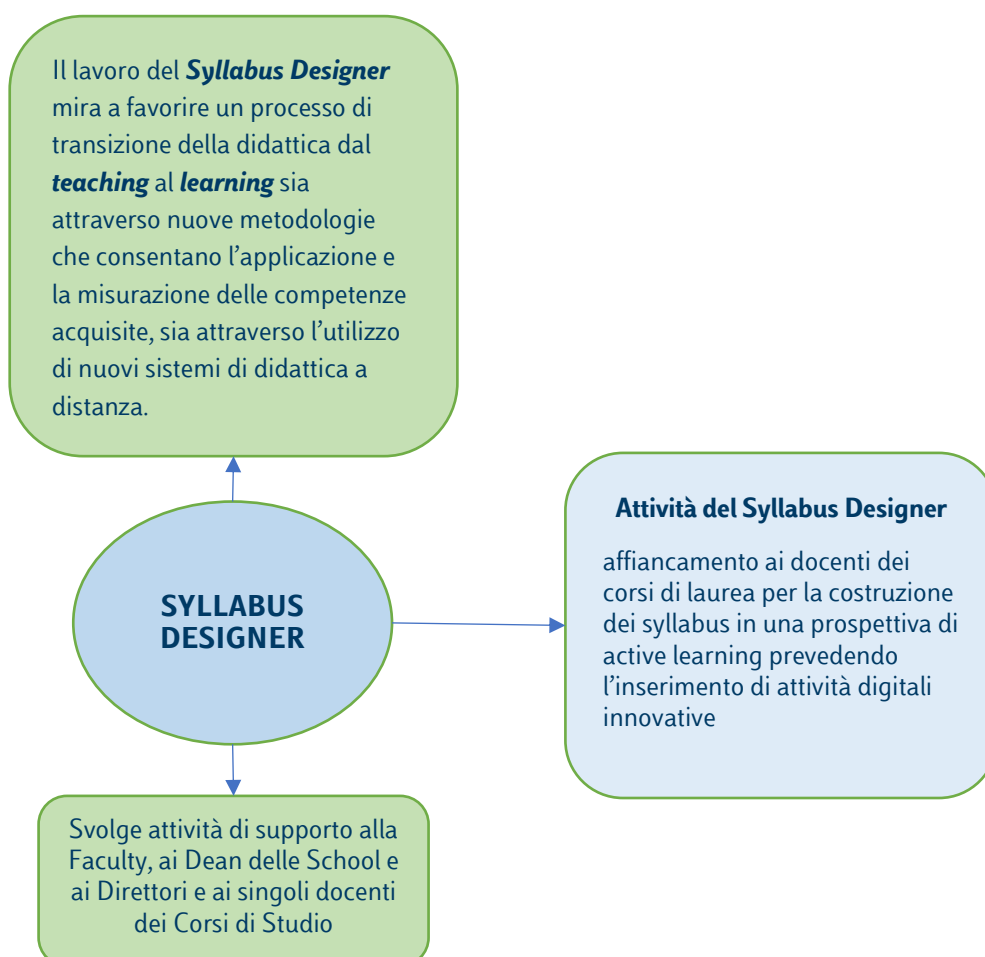 Il lavoro del Syllabus Designer
mira a favorire un processo di
transizione della didattica dal
teaching al learning sia
attraverso nuove metodologie
che consentano l'applicazione e
la misurazione delle competenze
acquisite, sia attraverso l'utilizzo
di nuovi sistemi di didattica a
distanza.
SYLLABUS
DESIGNER
Attività del Syllabus Designer
affiancamento ai docenti dei
corsi di laurea per la costruzione
dei syllabus in una prospettiva di
active learning prevedendo
l'inserimento di attività digitali
innovative
Svolge attività di supporto alla
Faculty, ai Dean delle School e
ai Direttori e ai singoli docenti
dei Corsi di Studio